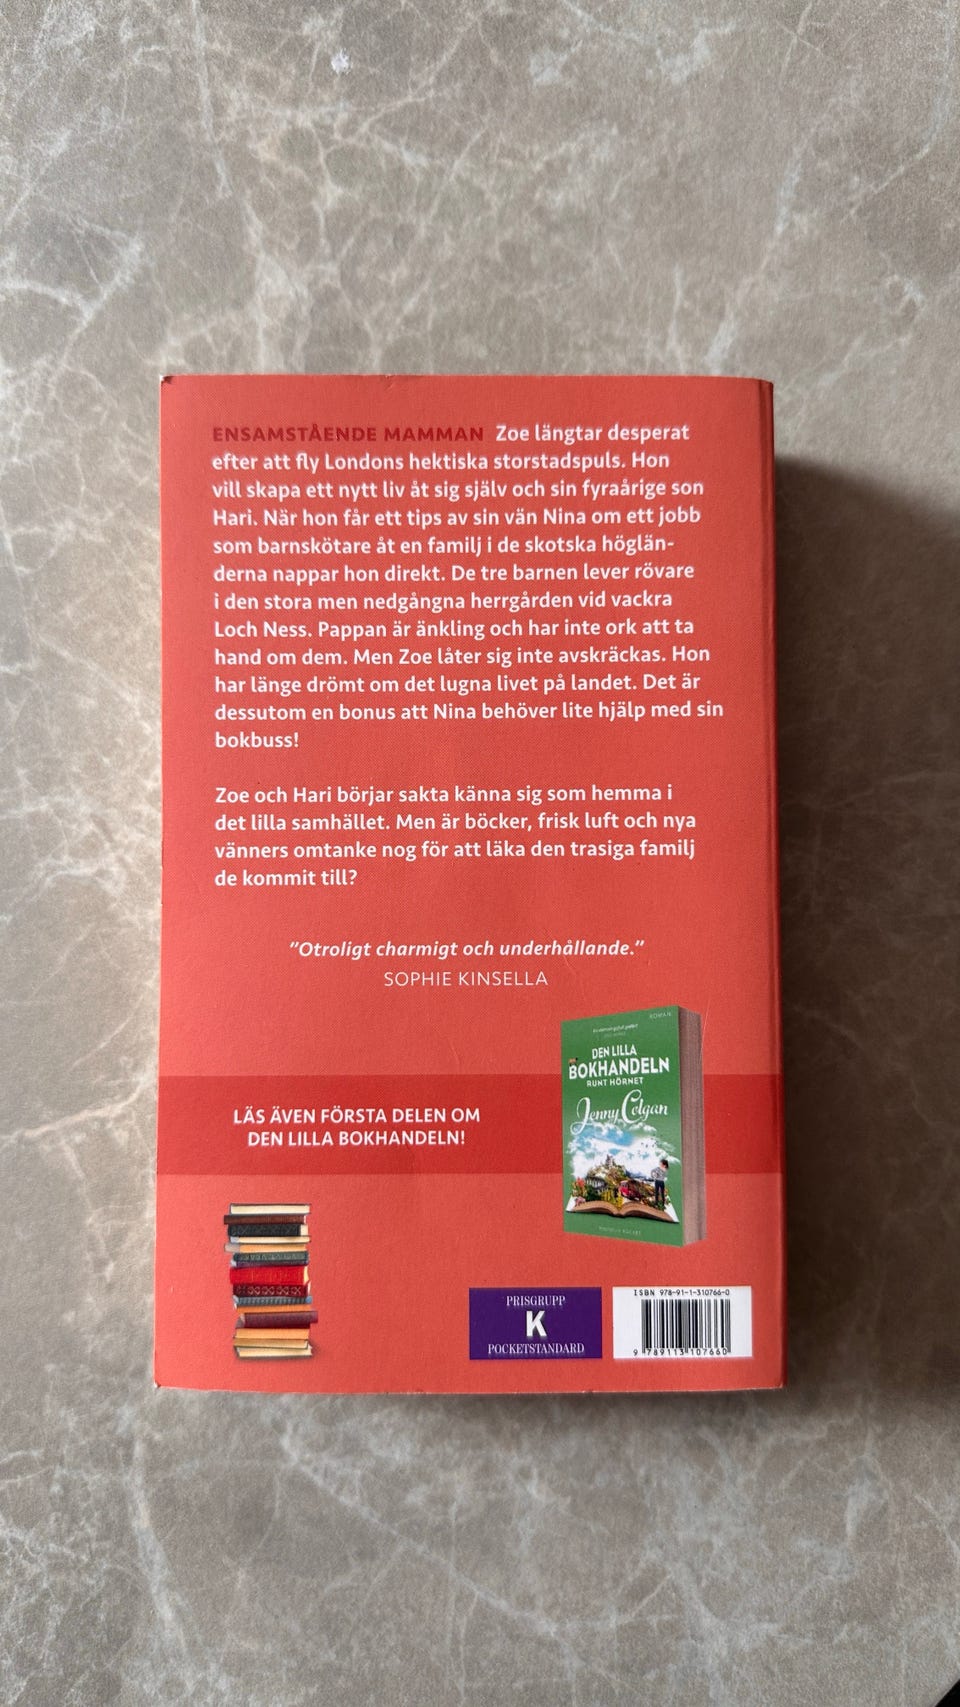 ENSAMSTÅENDE MAMMAN Zoe längtar desperat
efter att fly Londons hektiska storstadspuls. Hon
vill skapa ett nytt liv åt sig själv och sin fyraårige son
Hari. När hon får ett tips av sin vän Nina om ett jobb
som barnskötare åt en familj i de skotska höglän-
derna nappar hon direkt. De tre barnen lever rövare
i den stora men nedgångna herrgården vid vackra
Loch Ness. Pappan är änkling och har inte ork att ta
hand om dem. Men Zoe låter sig inte avskräckas. Hon
har länge drömt om det lugna livet på landet. Det är
dessutom en bonus att Nina behöver lite hjälp med sin
bokbuss!
Zoe och Hari börjar sakta känna sig som hemma i
det lilla samhället. Men är böcker, frisk luft och nya
vänners omtanke nog för att läka den trasiga familj
de kommit till?
”Otroligt charmigt och underhållande.”
SOPHIE KINSELLA
LÄS ÄVEN FÖRSTA DELEN OM
DEN LILLA BOKHANDELN!
ROMAN
DEN LILLA
BOKHANDELN
RUNT HÖRNET
Jenny Colgan
PRISGRUPP
K
POCKETSTANDARD
ISBN 978-91-1-310766-0
9 789113 107660